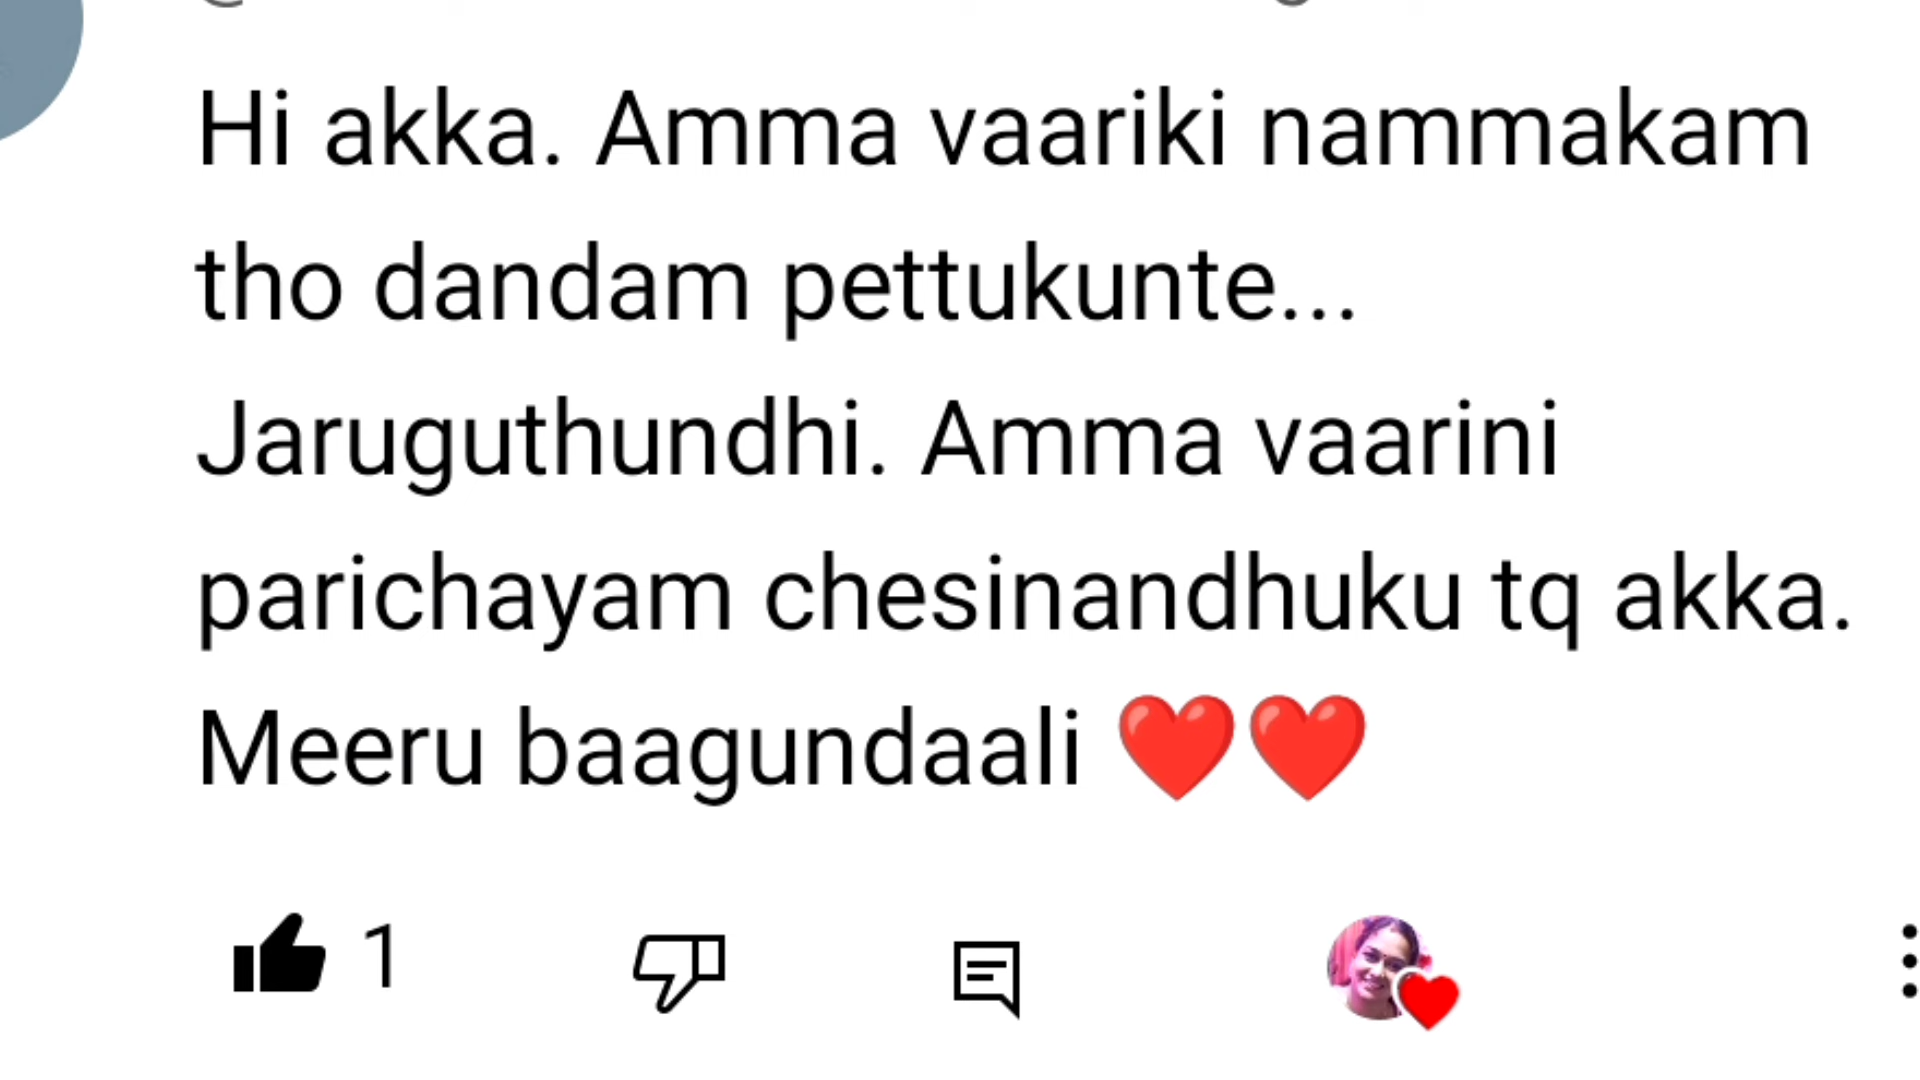 Hi akka. Amma vaariki nammakam
tho dandam pettukunte...
Jaruguthundhi. Amma vaarini
parichayam chesinandhuku tq akka.
Meeru baagundaali ❤️❤️
1